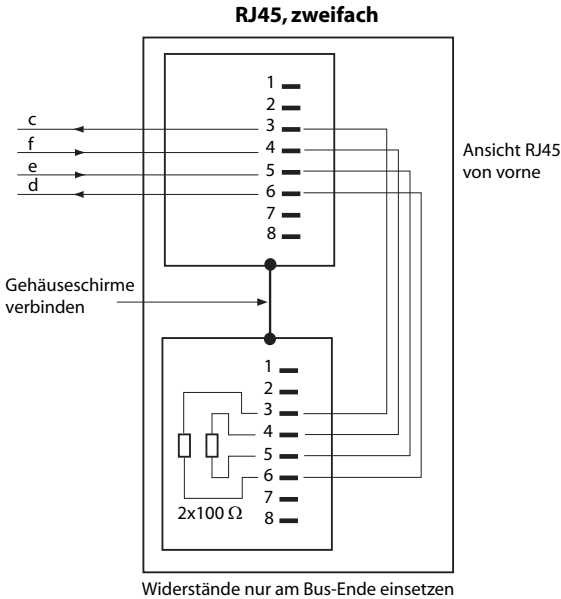 RJ45, zweifach
1
2
3
4
5
6
7
8
c
f
e
d
Ansicht RJ45
von vorne
Gehäuseschirme
verbinden
1
2
3
4
5
6
7
8
2x100 Ω
Widerstände nur am Bus-Ende einsetzen